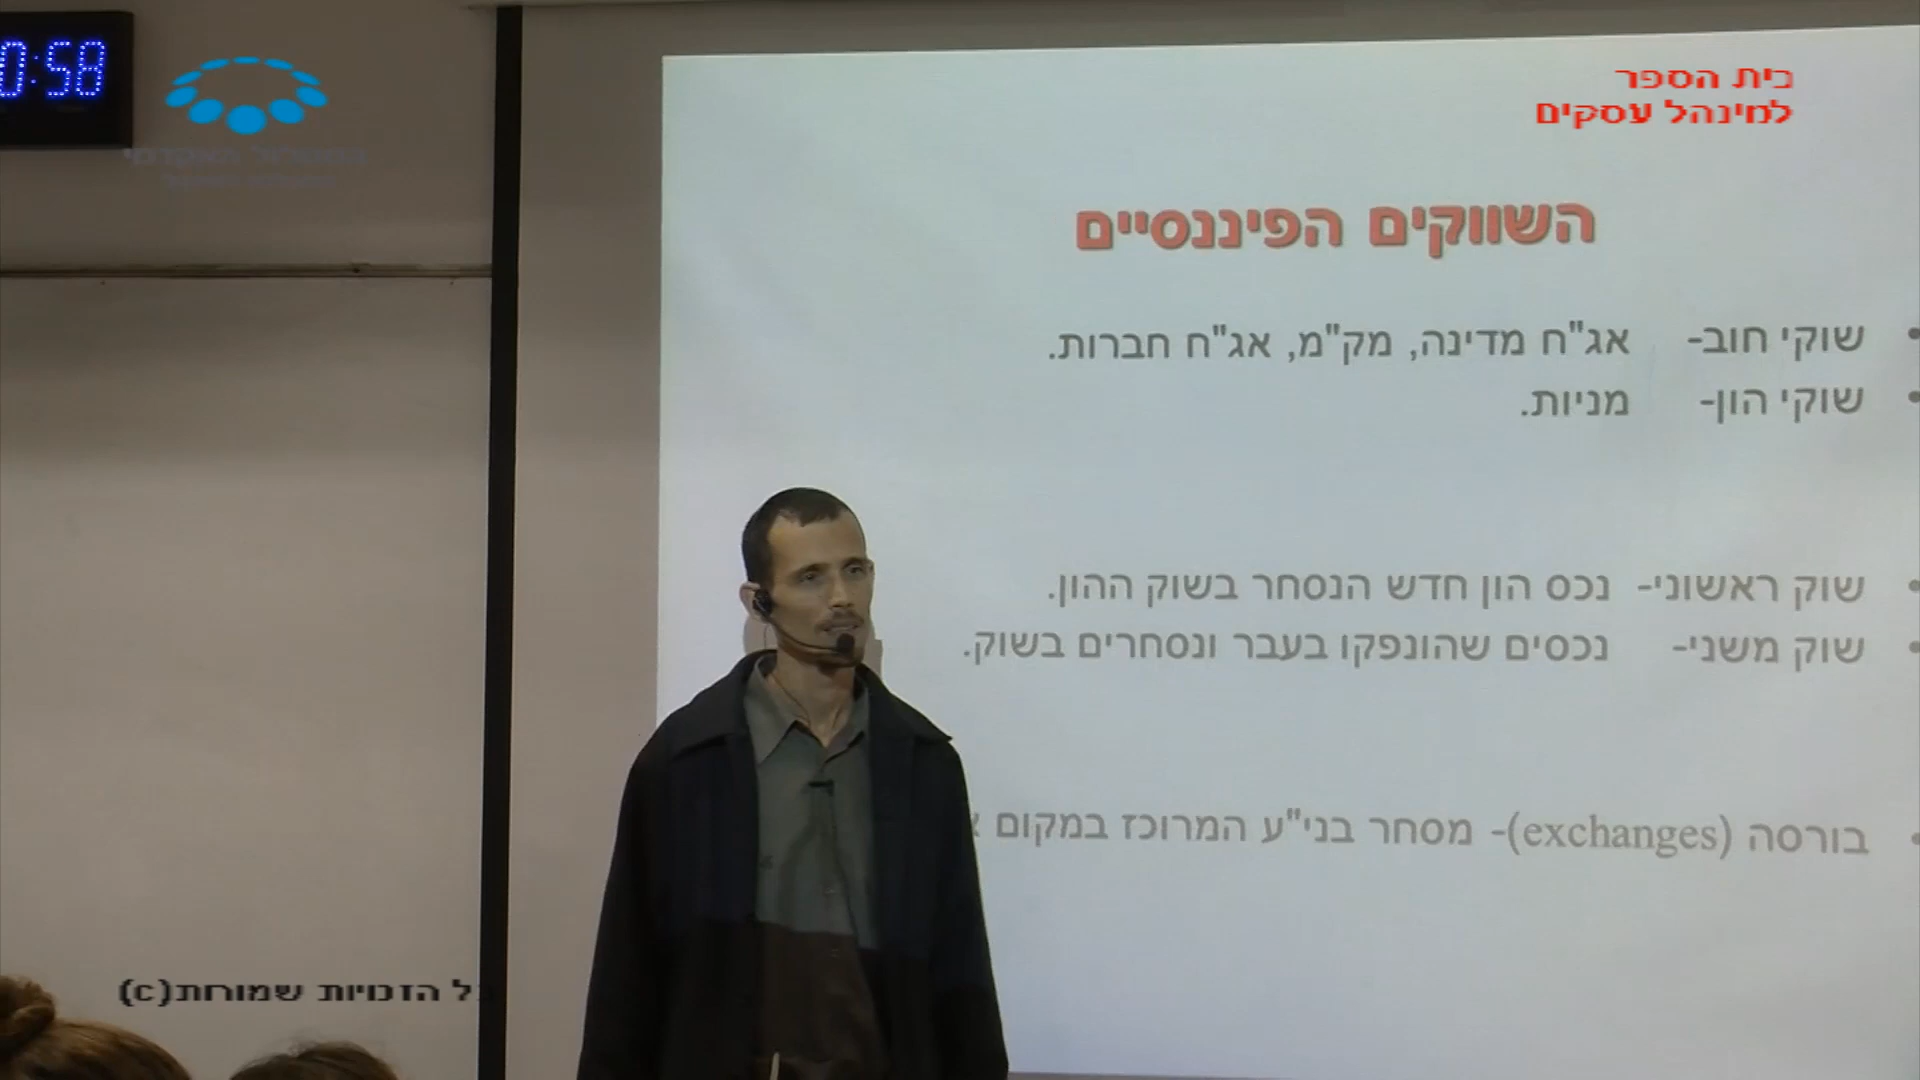 0:58
בית הספר
למינהל עסקים
השווקים הפיננסיים
שוקי חוב- אג"ח מדינה, מק"מ, אג"ח חברות.
שוקי הון- מניות.
שוק ראשוני- נכס הון חדש הנסחר בשוק ההון.
שוק משני- נכסים שהונפקו בעבר ונסחרים בשוק.
בורסה (exchanges)- מסחר בני"ע המרוכז במקום
כל הזכויות שמורות(c)